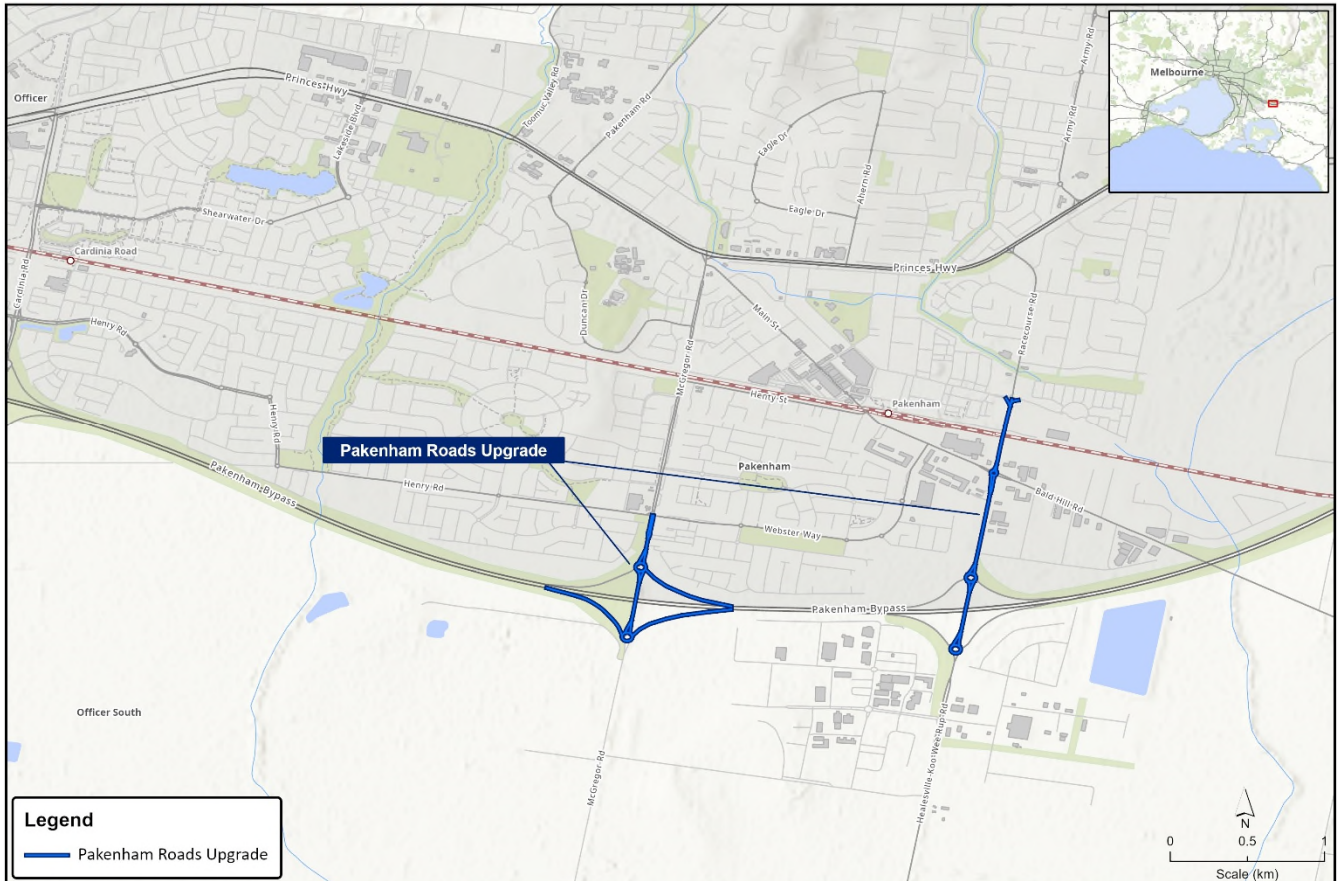 Melbourne
Officer
Princes Hwy
Toomuc Valley Rd
Pakenham Rd
Lakeside Blvd
Army Rd
Army Rd
Eagle Dr
Ahern Rd
Eagle Dr
Shearwater Dr
Cardinia Road
Cardinia Rd
Princes Hwy
Duncan Dr
Main St
Racecourse Rd
Henry Rd
McGregor Rd
Henty St
Pakenham
Henry Rd
Pakenham Roads Upgrade
Pakenham
Pakenham Bypass
Henry Rd
Bald Hill Rd
Webster Way
Pakenham Bypass
Officer South
McGregor Rd
Healesville-Koo Wee Rup Rd
Legend
Pakenham Roads Upgrade
N
0 0.5 1
Scale (km)